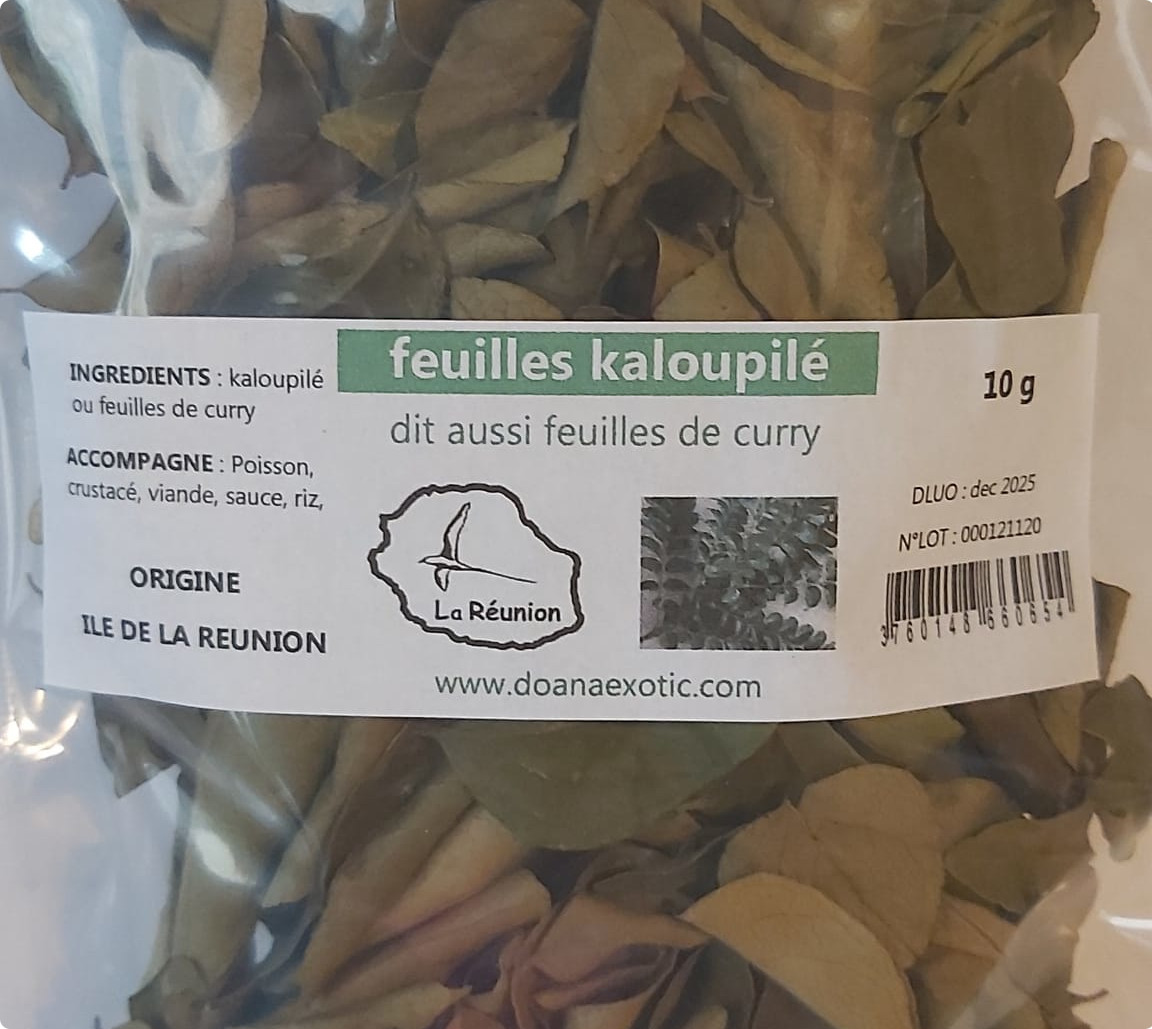 feuilles kaloupilé
dit aussi feuilles de curry
INGREDIENTS : kaloupilé
ou feuilles de curry
ACCOMPAGNE : Poisson,
crustacé, viande, sauce, riz,
ORIGINE
ILE DE LA REUNION
La Réunion
www.doanaexotic.com
10 g
DLUO : dec 2025
N°LOT : 000121120
3760148660654